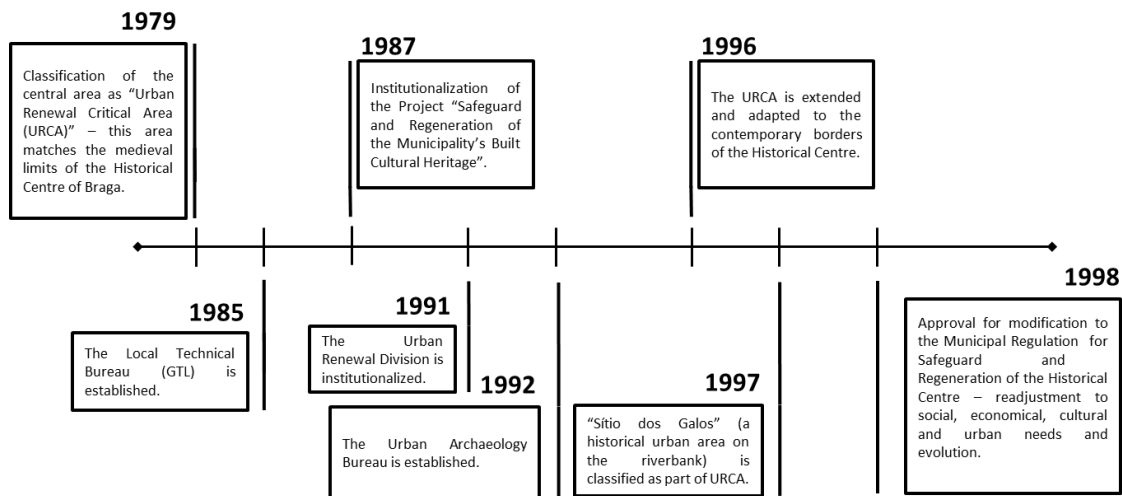 1979
Classification of the
central area as “Urban
Renewal Critical Area
(URCA)” – this area
matches the medieval
limits of the Historical
Centre of Braga.
1987
Institutionalization of
the Project “Safeguard
and Regeneration of
the Municipality’s Built
Cultural Heritage”.
1996
The URCA is extended
and adapted to the
contemporary borders
of the Historical Centre.
1985
The Local Technical
Bureau (GTL) is
established.
1991
The Urban
Renewal Division is
institutionalized.
1992
The Urban Archaeology
Bureau is established.
1997
“Sítio dos Galos” (a
historical urban area on
the riverbank) is
classified as part of URCA.
1998
Approval for modification to
the Municipal Regulation for
Safeguard and
Regeneration of the Historical
Centre – readjustment to
social, economical, cultural
and urban needs and
evolution.